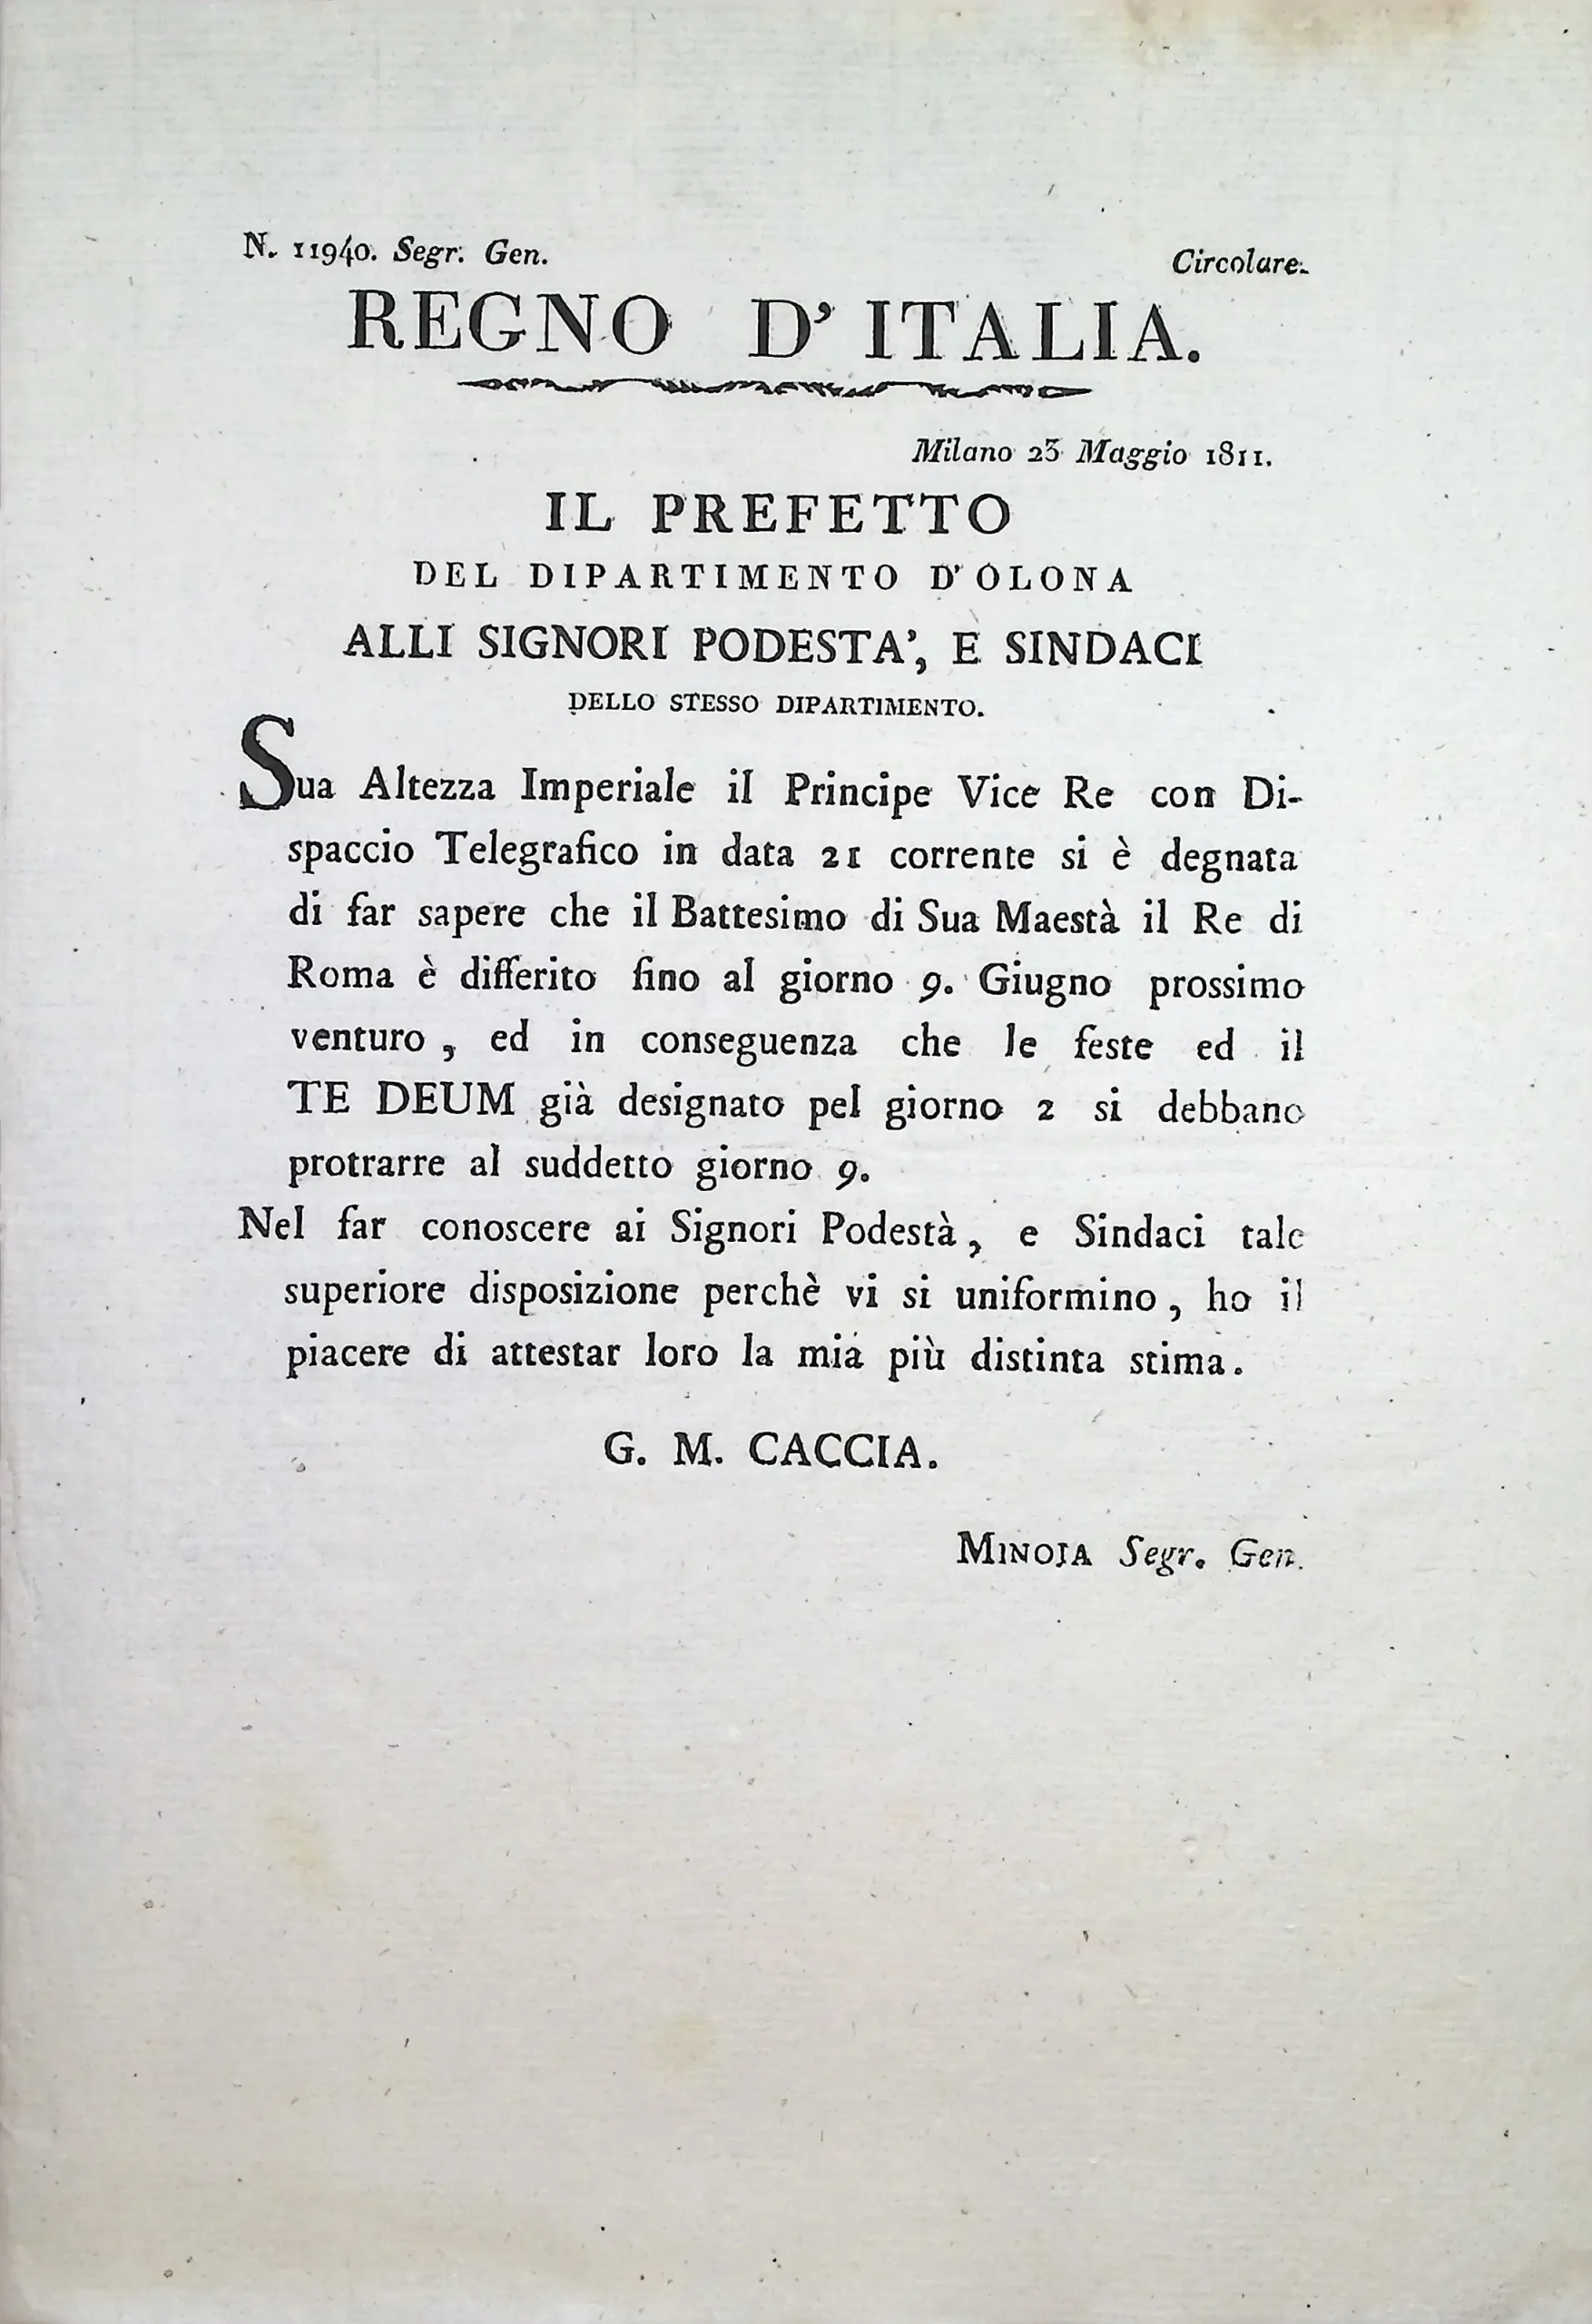 N. 11940. Segr. Gen.
Circolare.
REGNO D' ITALIA.
Milano 23 Maggio 1811.
IL PREFETTO
DEL DIPARTIMENTO D'OLONA
ALLI SIGNORI PODESTA', E SINDACI
DELLO STESSO DIPARTIMENTO.
Sua Altezza Imperiale il Principe Vice Re con Di-
spaccio Telegrafico in data 21 corrente si è degnata
di far sapere che il Battesimo di Sua Maestà il Re di
Roma è differito fino al giorno 9. Giugno prossimo
venturo, ed in conseguenza che le feste ed il
TE DEUM già designato pel giorno 2 si debbano
protrarre al suddetto giorno 9.
Nel far conoscere ai Signori Podestà, e Sindaci tale
superiore disposizione perchè vi si uniformino, ho il
piacere di attestar loro la mia più distinta stima.
G. M. CACCIA.
MINOJA Segr. Gen.